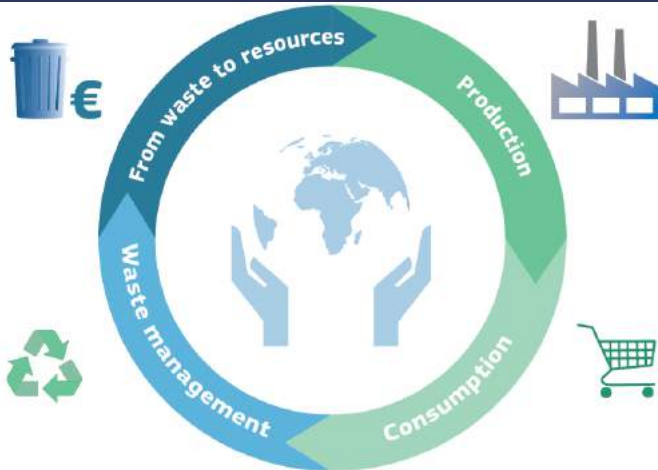 From waste to resources
Production
€
Waste management
Consumption